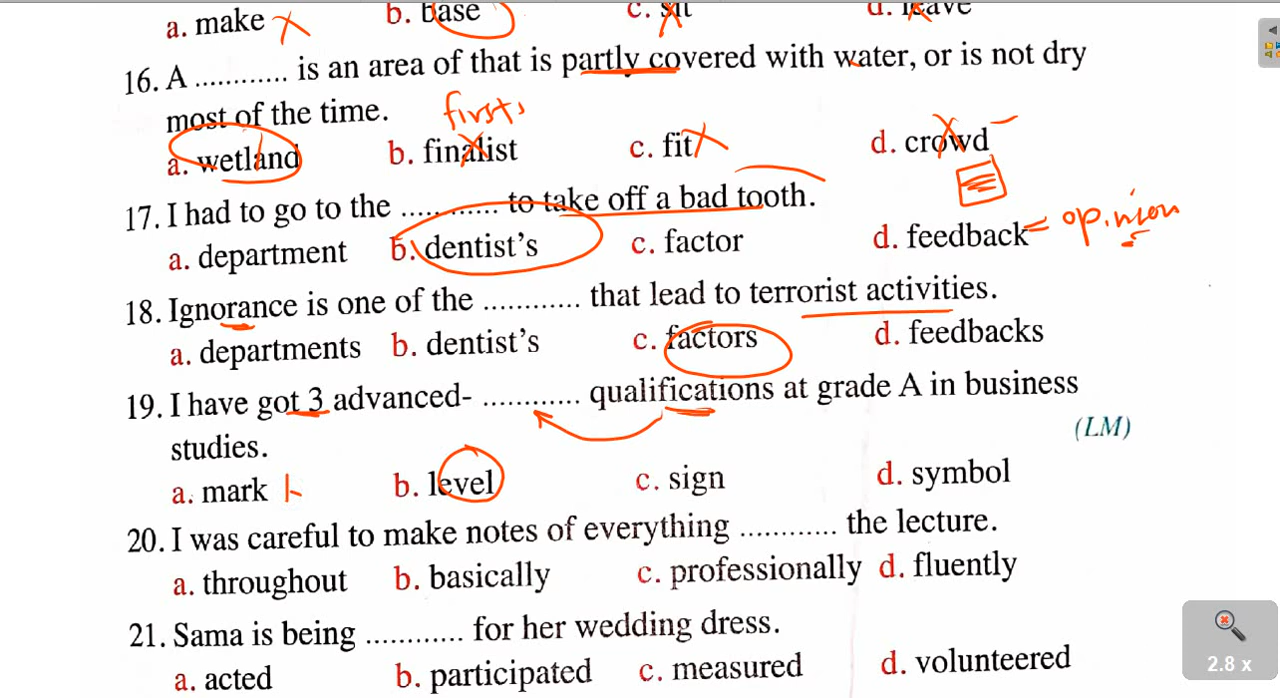 a. make b. base c. sit d. leave
16. A ............ is an area of that is partly covered with water, or is not dry
most of the time. first,
a. wetland b. finalist c. fit d. crowd
17. I had to go to the ............ to take off a bad tooth.
a. department b. dentist's c. factor d. feedback = opinion
18. Ignorance is one of the ............ that lead to terrorist activities.
a. departments b. dentist's c. factors d. feedbacks
19. I have got 3 advanced- ............ qualifications at grade A in business
studies. (LM)
a. mark b. level c. sign d. symbol
20. I was careful to make notes of everything ............ the lecture.
a. throughout b. basically c. professionally d. fluently
21. Sama is being ............ for her wedding dress.
a. acted b. participated c. measured d. volunteered
2.8 x